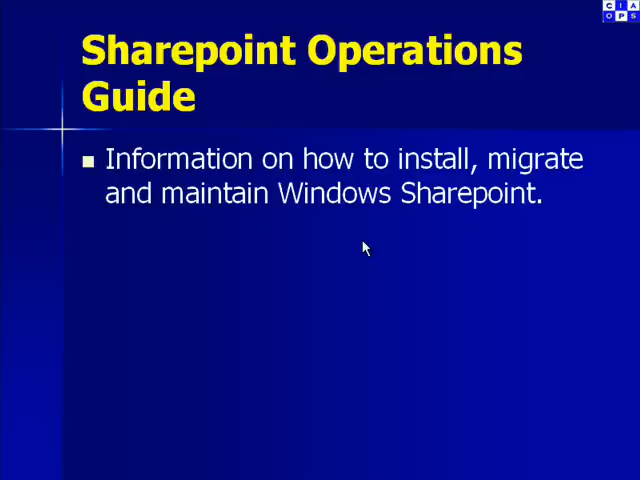 CIA
OPS
Sharepoint Operations
Guide
Information on how to install, migrate
and maintain Windows Sharepoint.